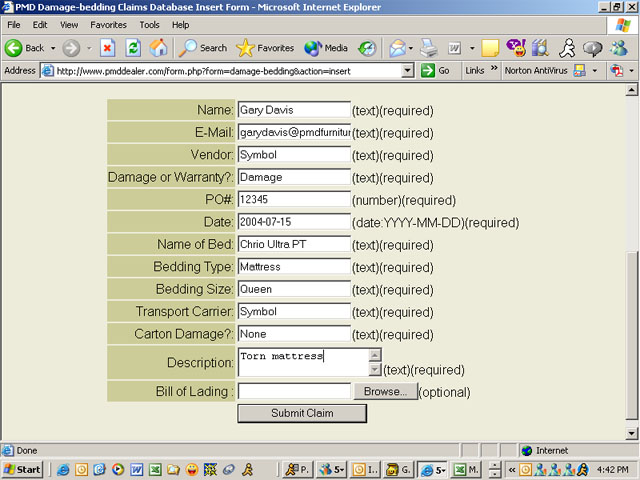 PMD Damage-bedding Claims Database Insert Form - Microsoft Internet Explorer
File Edit View Favorites Tools Help
Back Search Favorites Media
Address http://www.pmddealer.com/form.php?form=damage-bedding&action=insert Go Links » Norton AntiVirus
Name: Gary Davis (text)(required)
E-Mail: garydavis@pmdfurnitur (text)(required)
Vendor: Symbol (text)(required)
Damage or Warranty?: Damage (text)(required)
PO#: 12345 (number)(required)
Date: 2004-07-15 (date:YYYY-MM-DD)(required)
Name of Bed: Chrio Ultra PT (text)(required)
Bedding Type: Mattress (text)(required)
Bedding Size: Queen (text)(required)
Transport Carrier: Symbol (text)(required)
Carton Damage?: None (text)(required)
Description: Torn mattress (text)(required)
Bill of Lading : Browse... (optional)
Submit Claim
Done Internet
Start » P. 5 I.. G. 5 M. « 4:42 PM